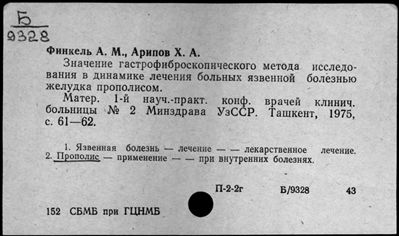 Б
9328
Финкель А. М., Арипов Х. А.
Значение гастрофиброскопического метода исследо-
вания в динамике лечения больных язвенной болезнью
желудка прополисом.
Матер. 1-й науч.-практ. конф. врачей клинич.
больницы № 2 Минздрава УзССР. Ташкент, 1975,
с. 61—62.
1. Язвенная болезнь — лечение — — лекарственное лечение.
2. Прополис — применение — — при внутренних болезнях.
П-2-2г Б/9328 43
152 СБМБ при ГЦНМБ